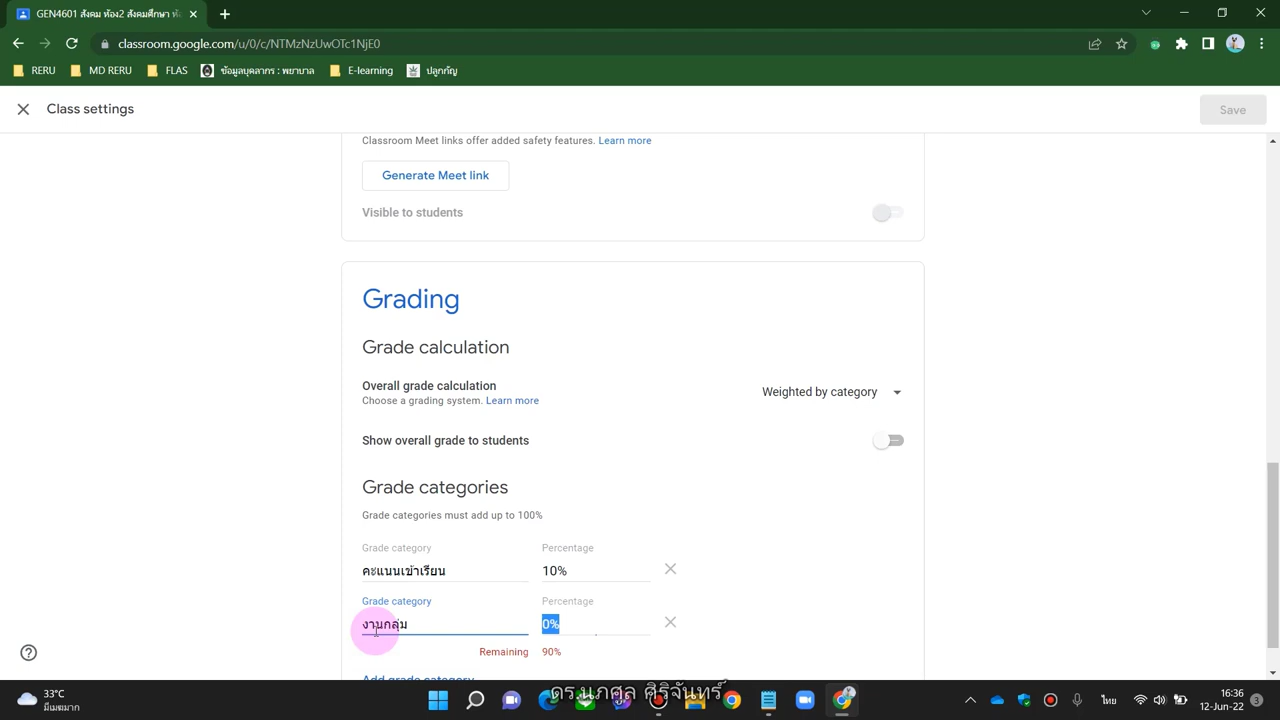 GEN4601 สังคม ห้อง2 สังคมศึกษา ห้
classroom.google.com/u/0/c/NTMzNzUwOTc1NjE0
RERU
MD RERU
FLAS
ข้อมูลบุคลากร : พยาบาล
E-learning
ปลูกกัญ
Class settings
Save
Classroom Meet links offer added safety features. Learn more
Generate Meet link
Visible to students
Grading
Grade calculation
Overall grade calculation
Choose a grading system. Learn more
Weighted by category
Show overall grade to students
Grade categories
Grade categories must add up to 100%
Grade category Percentage
คะแนนเข้าเรียน 10%
Grade category Percentage
งานกลุ่ม 0%
Remaining 90%
Add grade category
33°C
มีเมฆมาก
ดร.นภศูล ศิริจันทร์
ไทย
16:36
12-Jun-22
3